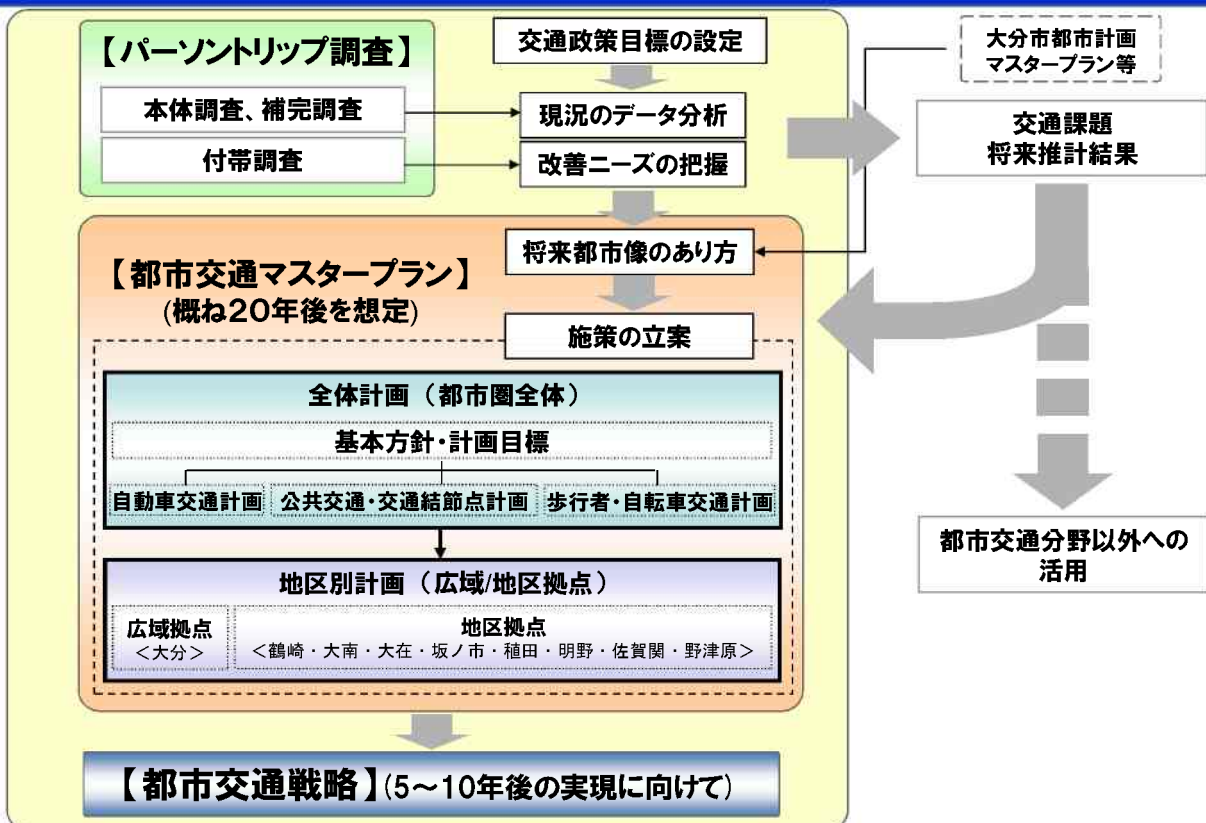 【パーソントリップ調査】
本体調査、補完調査
付帯調査
交通政策目標の設定
現況のデータ分析
改善ニーズの把握
大分市都市計画
マスタープラン等
交通課題
将来推計結果
将来都市像のあり方
【都市交通マスタープラン】
(概ね20年後を想定)
施策の立案
全体計画（都市圏全体）
基本方針・計画目標
自動車交通計画
公共交通・交通結節点計画
歩行者・自転車交通計画
地区別計画（広域/地区拠点）
広域拠点
＜大分＞
地区拠点
＜鶴崎・大南・大在・坂ノ市・稙田・明野・佐賀関・野津原＞
都市交通分野以外への
活用
【都市交通戦略】(5～10年後の実現に向けて)